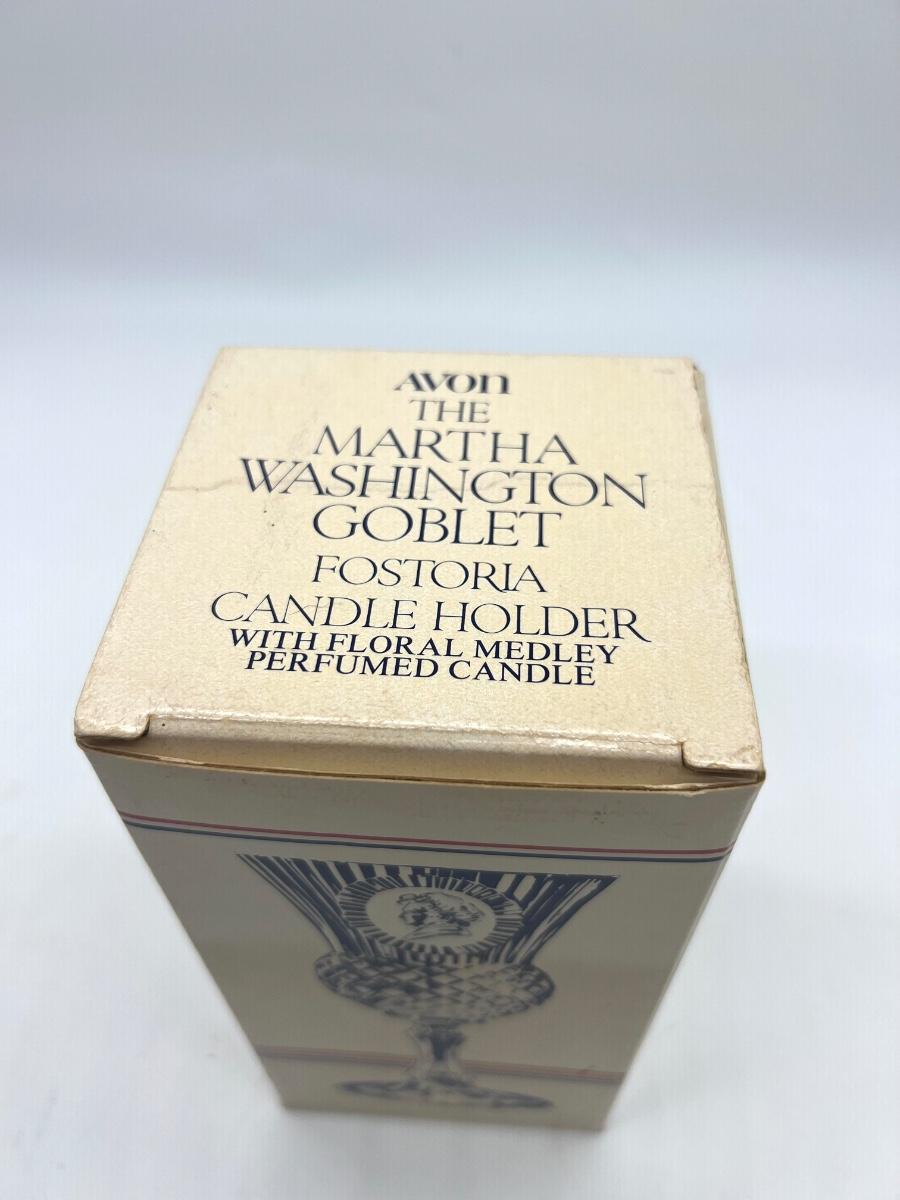 AVON
THE
MARTHA
WASHINGTON
GOBLET
FOSTORIA
CANDLE HOLDER
WITH FLORAL MEDLEY
PERFUMED CANDLE